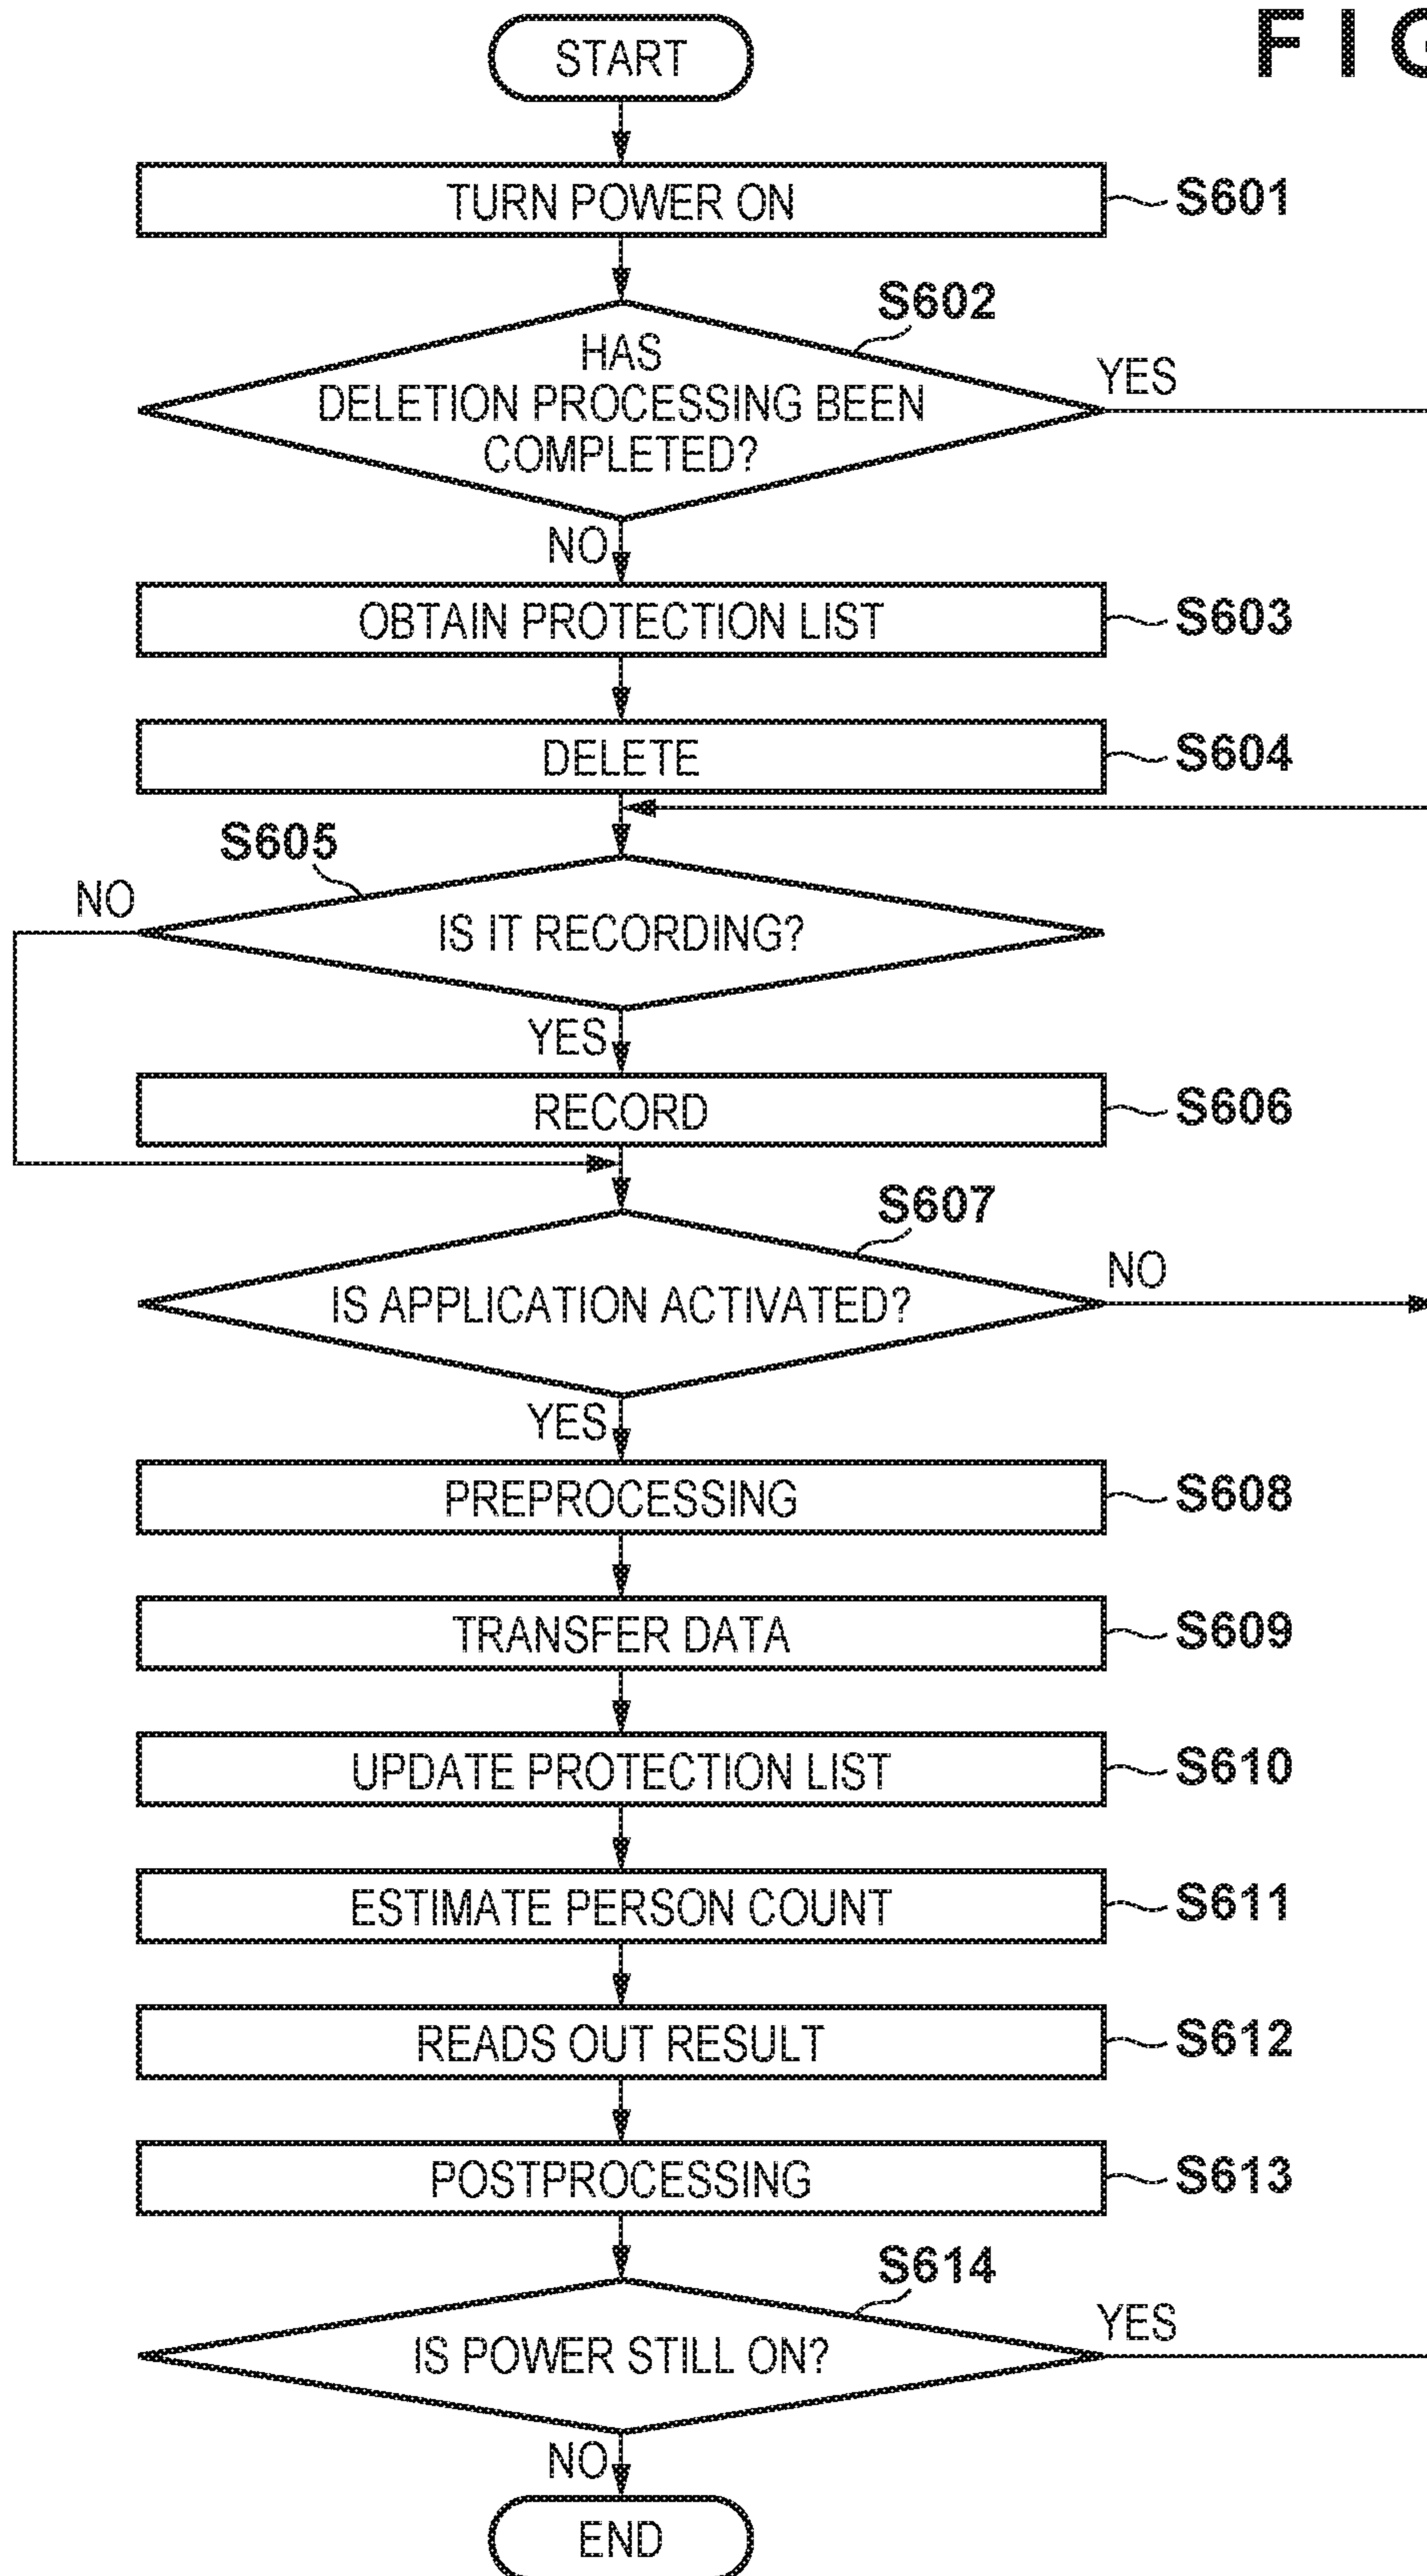 FIG
START
TURN POWER ON
S601
S602
HAS
DELETION PROCESSING BEEN
COMPLETED?
YES
NO
OBTAIN PROTECTION LIST
S603
DELETE
S604
S605
NO
IS IT RECORDING?
YES
RECORD
S606
S607
IS APPLICATION ACTIVATED?
NO
YES
PREPROCESSING
S608
TRANSFER DATA
S609
UPDATE PROTECTION LIST
S610
ESTIMATE PERSON COUNT
S611
READS OUT RESULT
S612
POSTPROCESSING
S613
S614
IS POWER STILL ON?
YES
NO
END